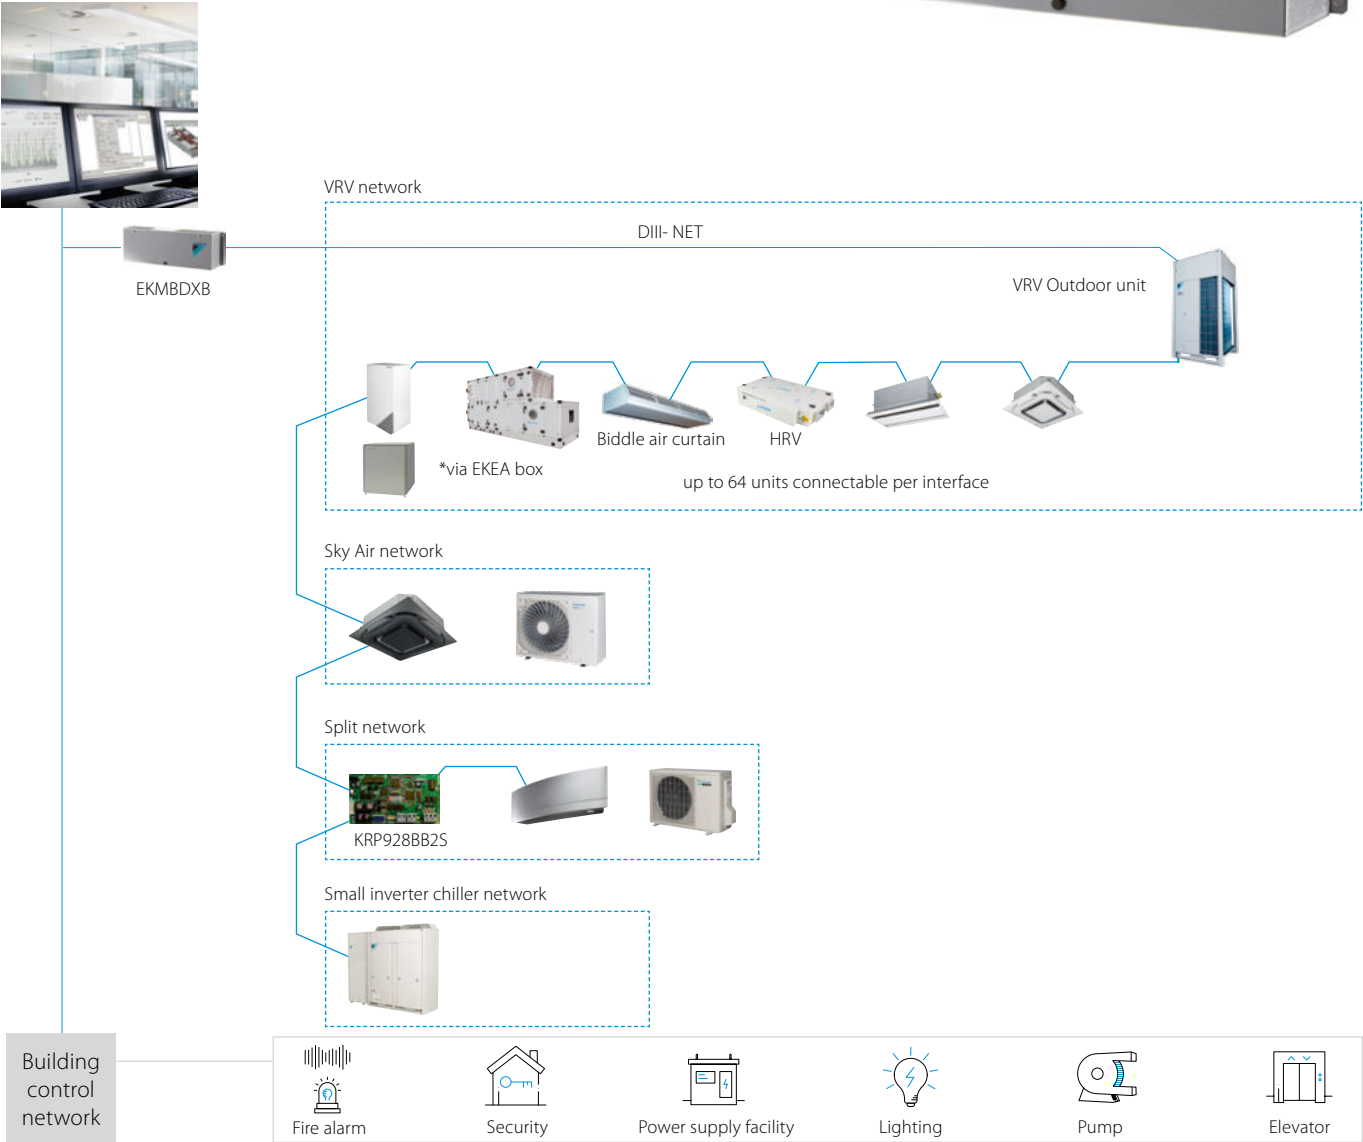 VRV network
DIII- NET
EKMBDXB
VRV Outdoor unit
Biddle air curtain
HRV
*via EKEA box
up to 64 units connectable per interface
Sky Air network
Split network
KRP928BB2S
Small inverter chiller network
Building
control
network
Fire alarm
Security
Power supply facility
Lighting
Pump
Elevator